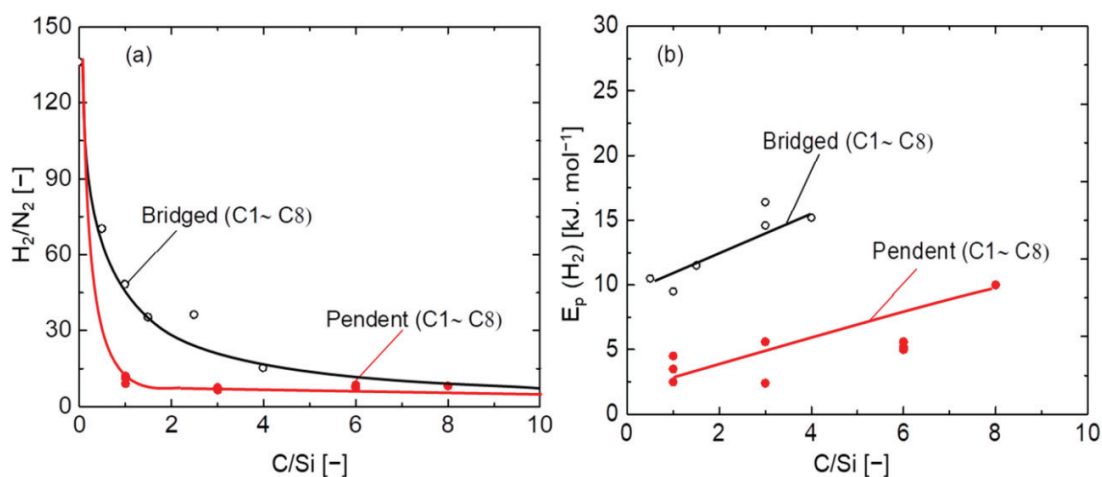 (a)
H₂/N₂ [−]
150
120
90
60
30
0
Bridged (C1~ C8)
Pendent (C1~ C8)
0 2 4 6 8 10
C/Si [−]
(b)
Eₚ (H₂) [kJ. mol⁻¹]
30
25
20
15
10
5
0
Bridged (C1~ C8)
Pendent (C1~ C8)
0 2 4 6 8 10
C/Si [−]